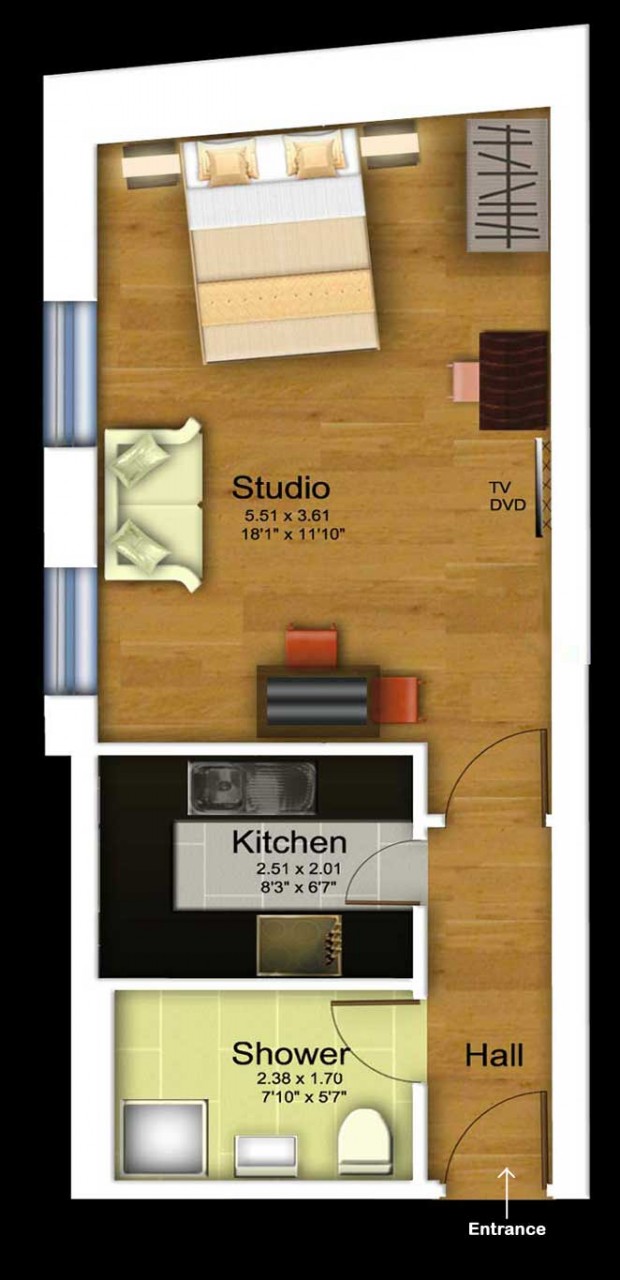 Studio
5.51 x 3.61
18'1" x 11'10"
TV
DVD
Kitchen
2.51 x 2.01
8'3" x 6'7"
Shower
2.38 x 1.70
7'10" x 5'7"
Hall
Entrance